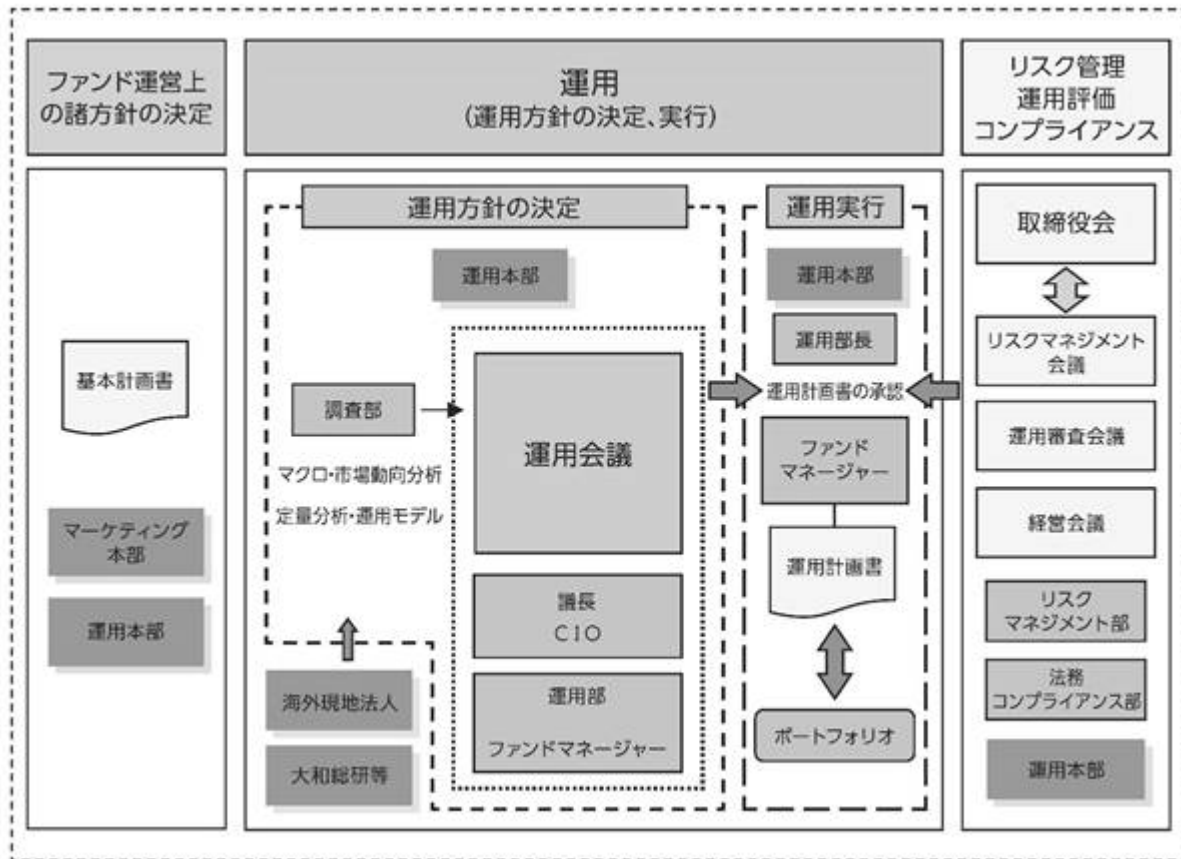 ファンド運営上
の諸方針の決定
運用
(運用方針の決定、実行)
リスク管理
運用評価
コンプライアンス
基本計画書
マーケティング
本部
運用本部
運用方針の決定
運用本部
調査部
マクロ・市場動向分析
定量分析・運用モデル
運用会議
議長
CIO
運用部
ファンドマネージャー
海外現地法人
大和総研等
運用実行
運用本部
運用部長
運用計画書の承認
ファンド
マネージャー
運用計画書
ポートフォリオ
取締役会
リスクマネジメント
会議
運用審査会議
経営会議
リスク
マネジメント部
法務
コンプライアンス部
運用本部